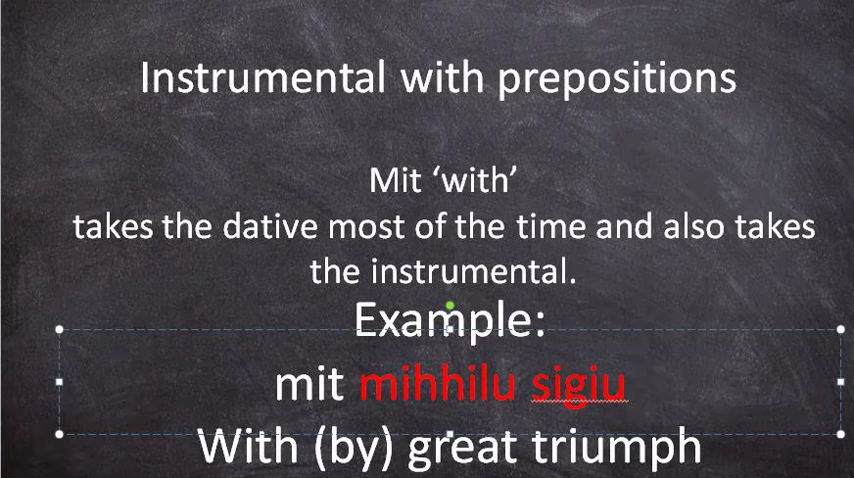 Instrumental with prepositions
Mit ‘with’
takes the dative most of the time and also takes
the instrumental.
Example:
mit mihhilu sigiu
With (by) great triumph